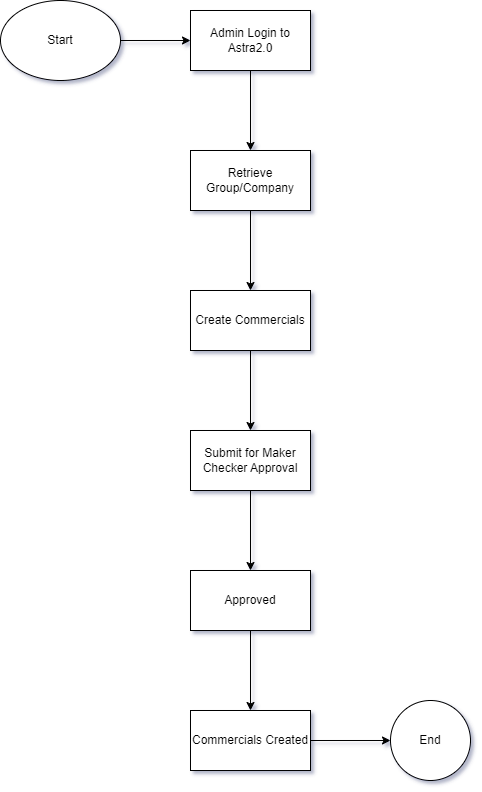 Start
Admin Login to
Astra2.0
Retrieve
Group/Company
Create Commercials
Submit for Maker
Checker Approval
Approved
Commercials Created
End